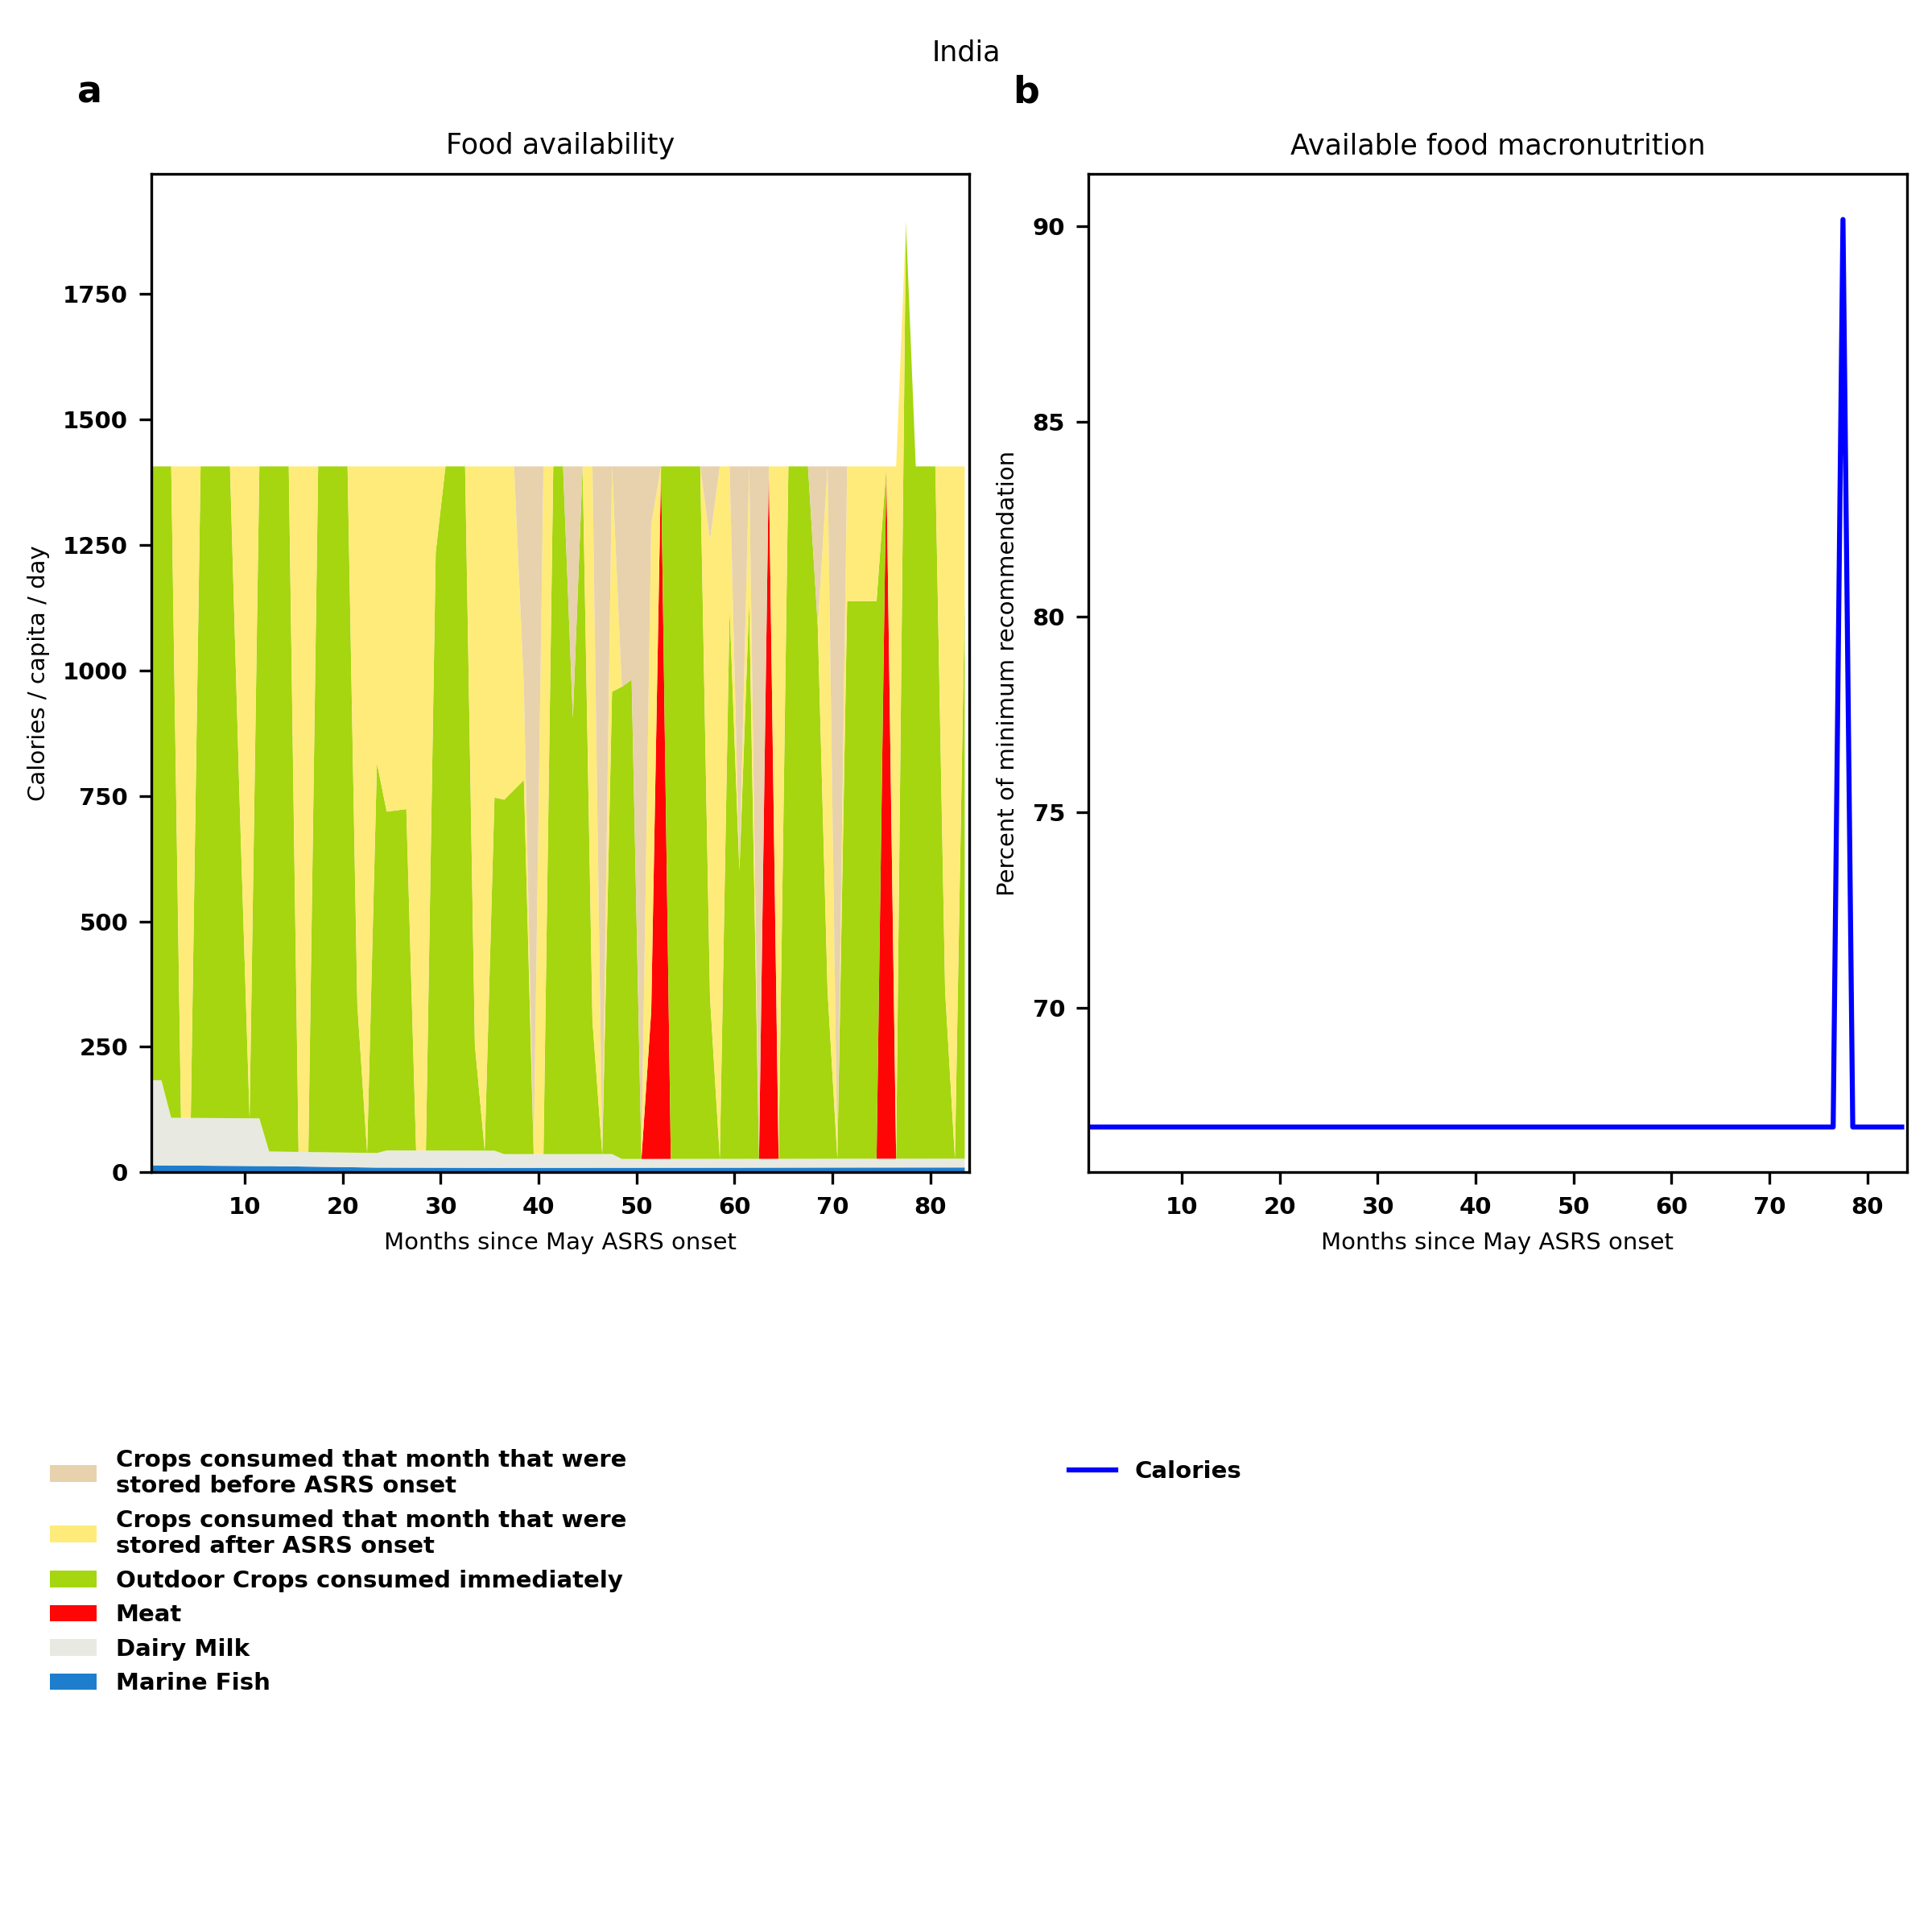 India
a
Food availability
Calories / capita / day
1750
1500
1250
1000
750
500
250
0
10 20 30 40 50 60 70 80
Months since May ASRS onset
b
Available food macronutrition
Percent of minimum recommendation
90
85
80
75
70
10 20 30 40 50 60 70 80
Months since May ASRS onset
Crops consumed that month that were
stored before ASRS onset
Crops consumed that month that were
stored after ASRS onset
Outdoor Crops consumed immediately
Meat
Dairy Milk
Marine Fish
Calories